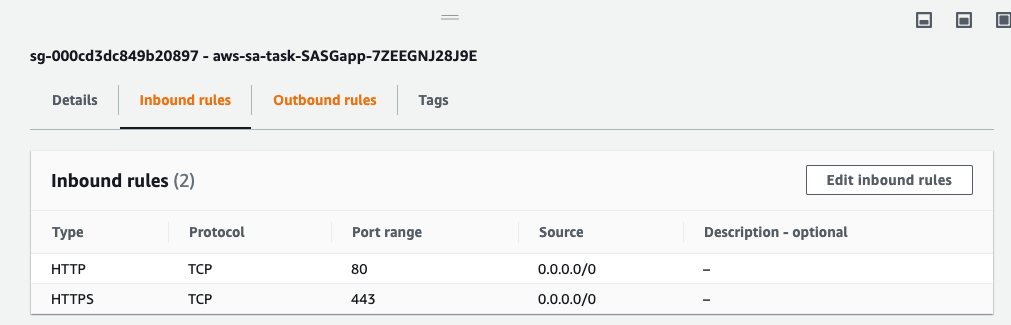 sg-000cd3dc849b20897 - aws-sa-task-SASGapp-7ZEEGNJ28J9E
Details Inbound rules Outbound rules Tags
Inbound rules (2) Edit inbound rules
Type Protocol Port range Source Description - optional
HTTP TCP 80 0.0.0.0/0 –
HTTPS TCP 443 0.0.0.0/0 –